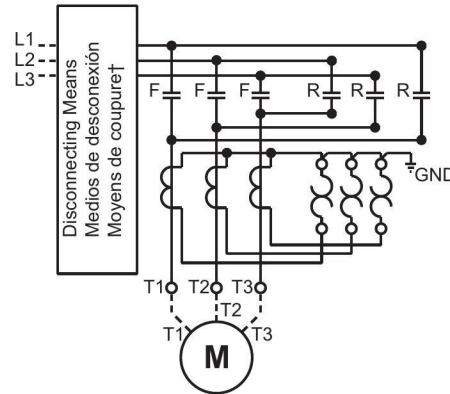 L1
L2
L3
Disconnecting Means
Medios de desconexión
Moyens de coupure†
F
F
F
R
R
R
GND
T1
T2
T3
T2
T1
T3
M